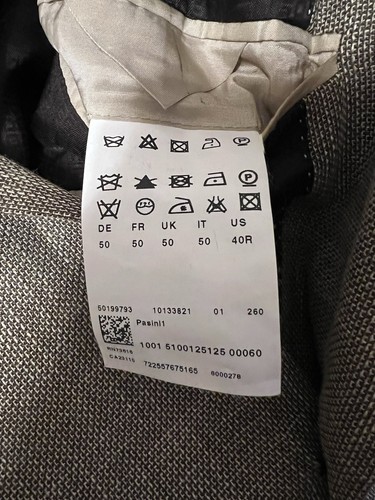 DE FR UK IT US
50 50 50 50 40R
50199793 10133821 01 260
Pasini1
1001 5100125125 00060
722557675165 8000278